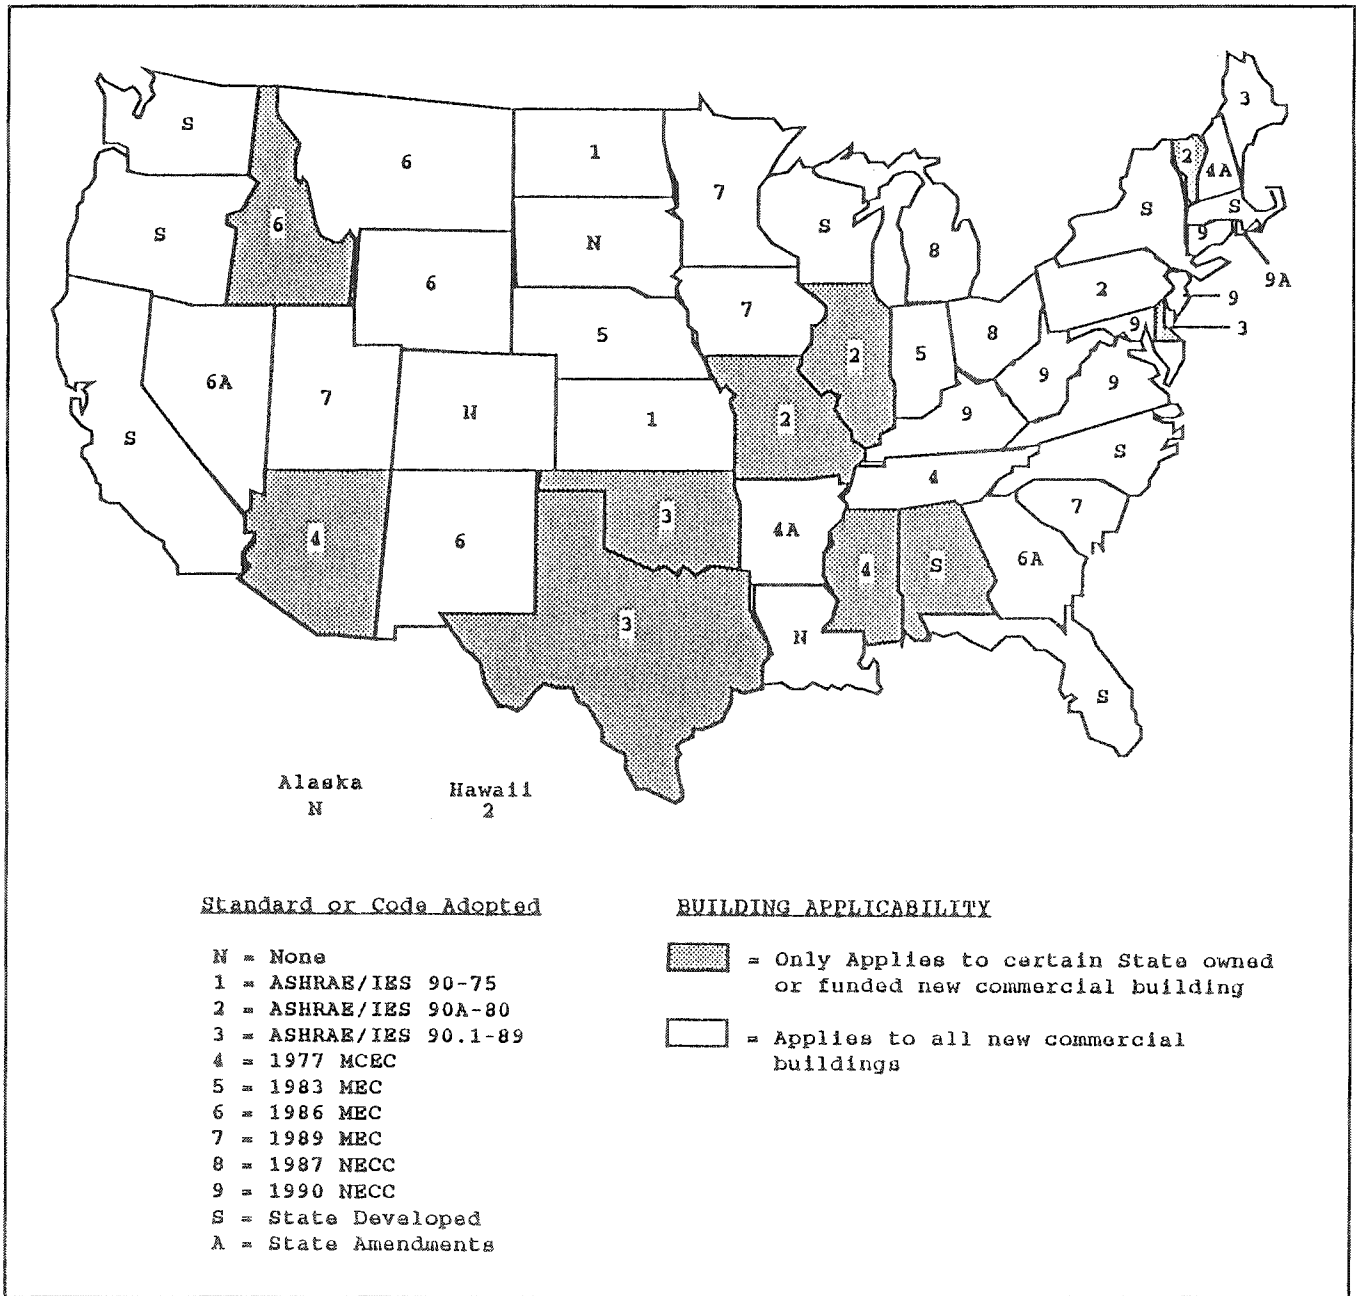 3
S
6
1
7
2
4A
S
6
N
S
8
S
S
9
9A
6
7
2
9
5
8
9
3
2
5
9
9
6A
7
N
1
2
9
S
S
4
4
6
3
4A
7
4
S
6A
3
N
S
Alaska
N
Hawaii
2
Standard or Code Adopted
N = None
1 = ASHRAE/IES 90-75
2 = ASHRAE/IES 90A-80
3 = ASHRAE/IES 90.1-89
4 = 1977 MCEC
5 = 1983 MEC
6 = 1986 MEC
7 = 1989 MEC
8 = 1987 NECC
9 = 1990 NECC
S = State Developed
A = State Amendments
BUILDING APPLICABILITY
= Only Applies to certain State owned
or funded new commercial building
= Applies to all new commercial
buildings